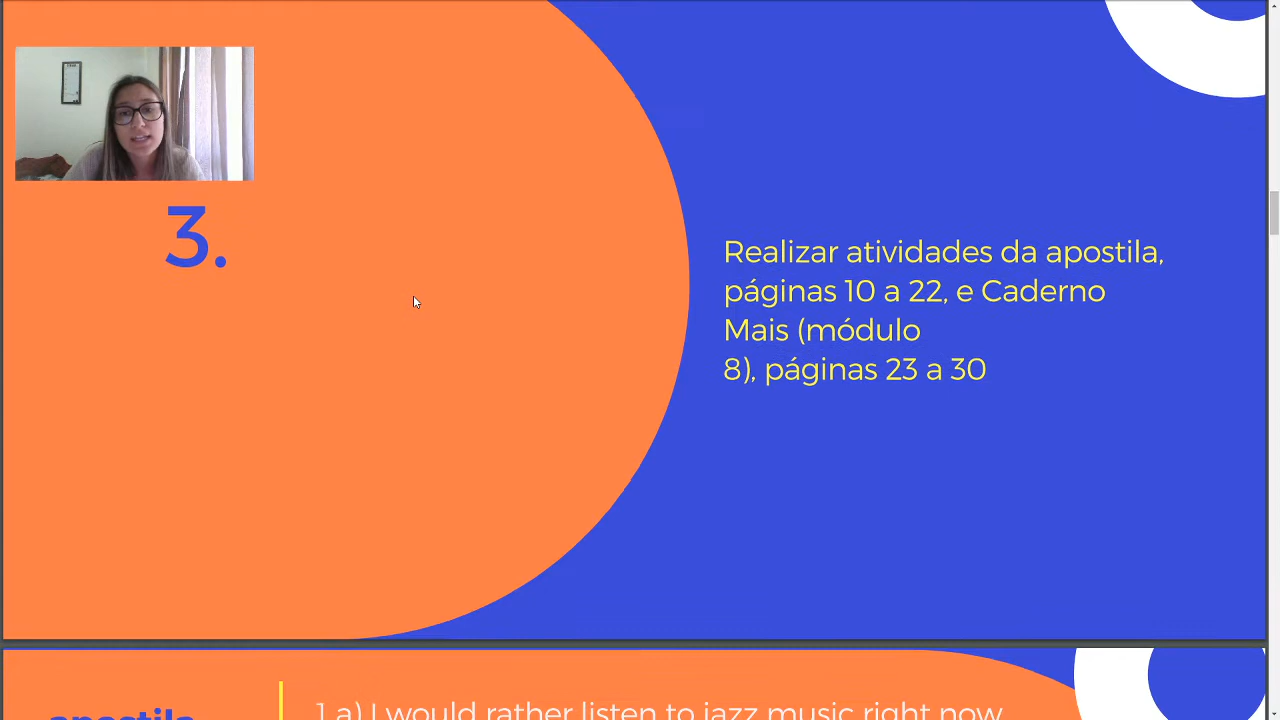 3.
Realizar atividades da apostila,
páginas 10 a 22, e Caderno
Mais (módulo
8), páginas 23 a 30
apostila
1 a) I would rather listen to jazz music right now